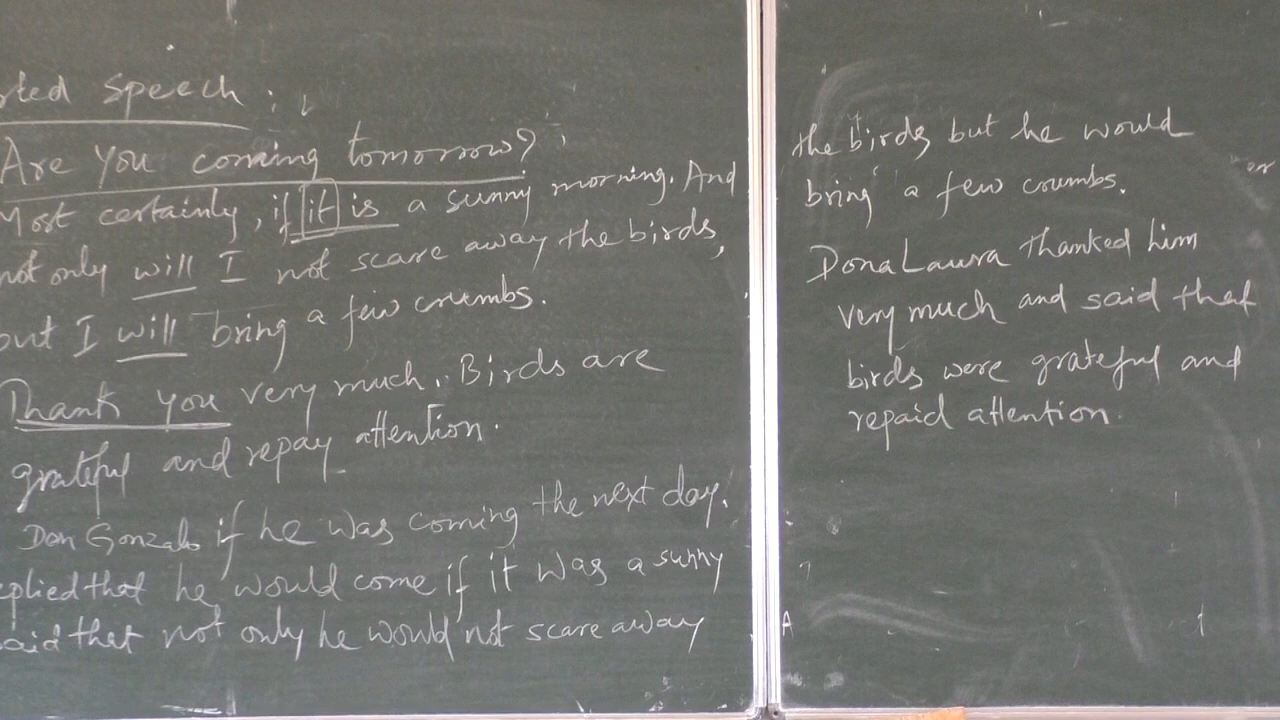 rted speech :
Are you coming tomorrow?
Most certainly, if it is a sunny morning. And
not only will I not scare away the birds,
but I will bring a few crumbs.
Thank you very much. Birds are
grateful and repay attention.
Don Gonzalo if he was coming the next day.
eplied that he would come if it was a sunny
said that not only he would not scare away
the birds but he would
bring a few crumbs.
Dona Laura thanked him
very much and said that
birds were grateful and
repaid attention.